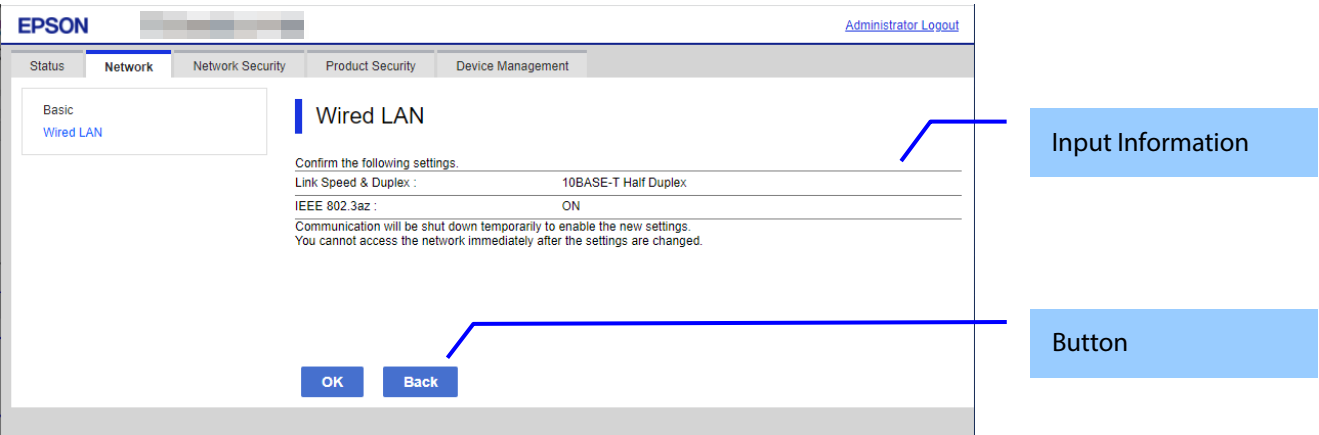 EPSON
Administrator Logout
Status Network Network Security Product Security Device Management
Basic
Wired LAN
Wired LAN
Confirm the following settings.
Link Speed & Duplex : 10BASE-T Half Duplex
IEEE 802.3az : ON
Communication will be shut down temporarily to enable the new settings.
You cannot access the network immediately after the settings are changed.
OK Back
Input Information
Button